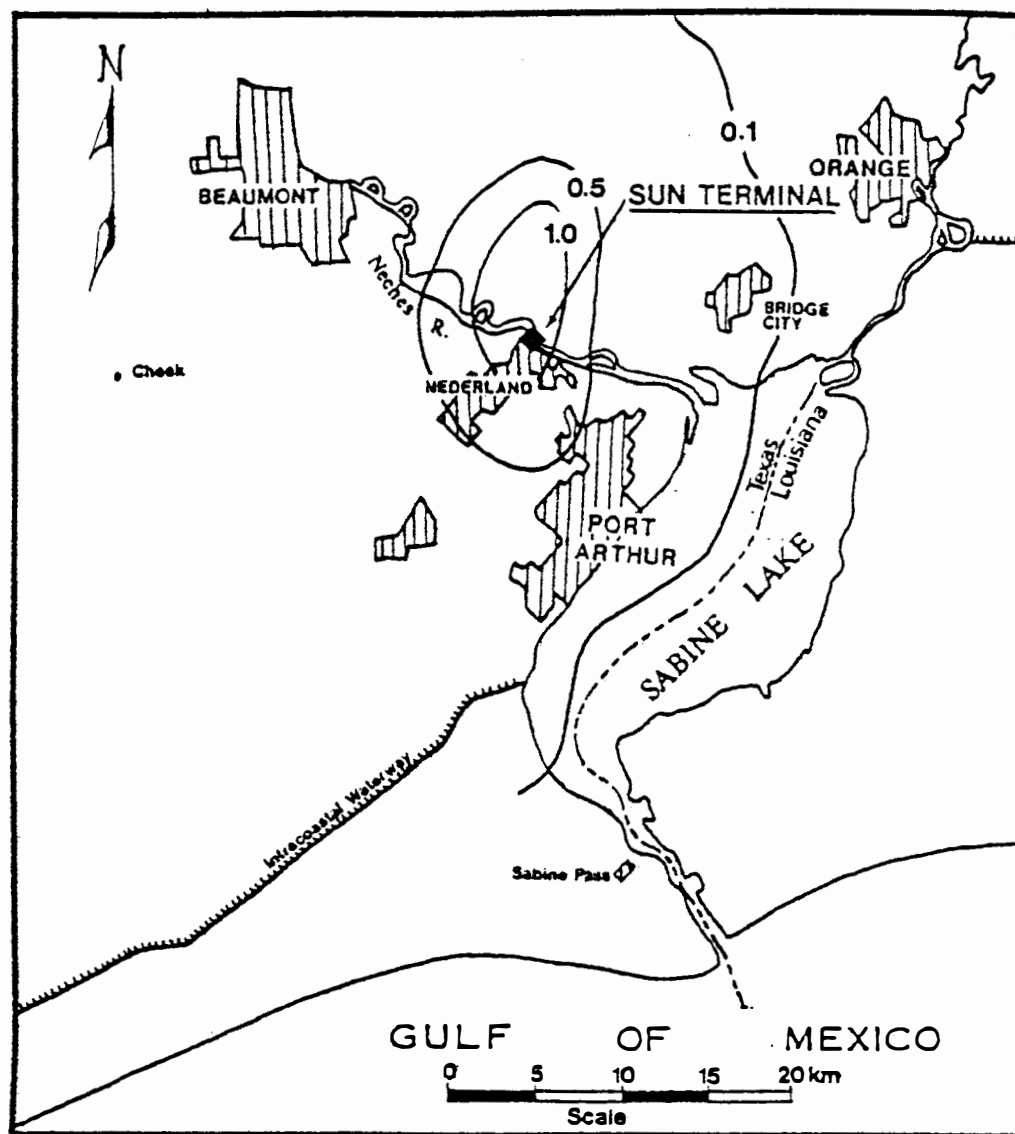 N
0.1
ORANGE
BEAUMONT
0.5
SUN TERMINAL
1.0
Neches
R.
BRIDGE
CITY
Cheek
NEDERLAND
Texas
Louisiana
PORT
ARTHUR
SABINE LAKE
Intracoastal Waterway
Sabine Pass
GULF OF MEXICO
0 5 10 15 20 km
Scale